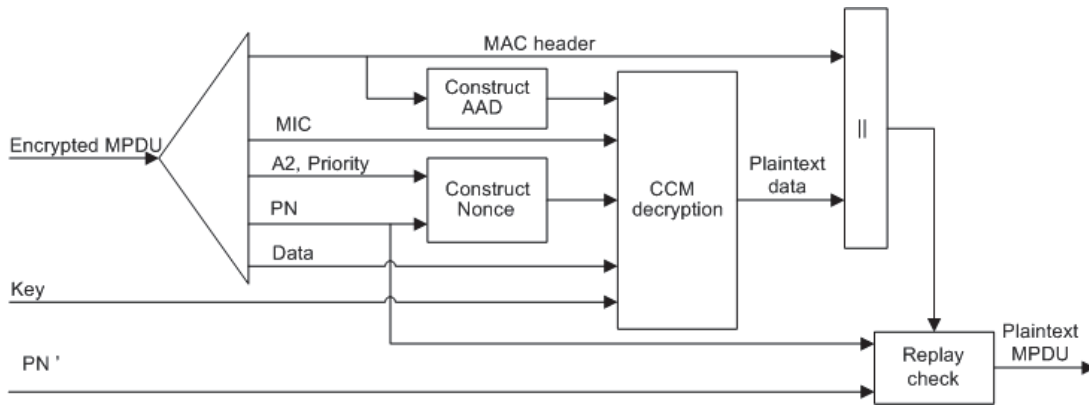 MAC header
Construct
AAD
MIC
Encrypted MPDU
A2, Priority
Construct
Nonce
PN
Data
Key
PN '
CCM
decryption
Plaintext
data
||
Replay
check
Plaintext
MPDU